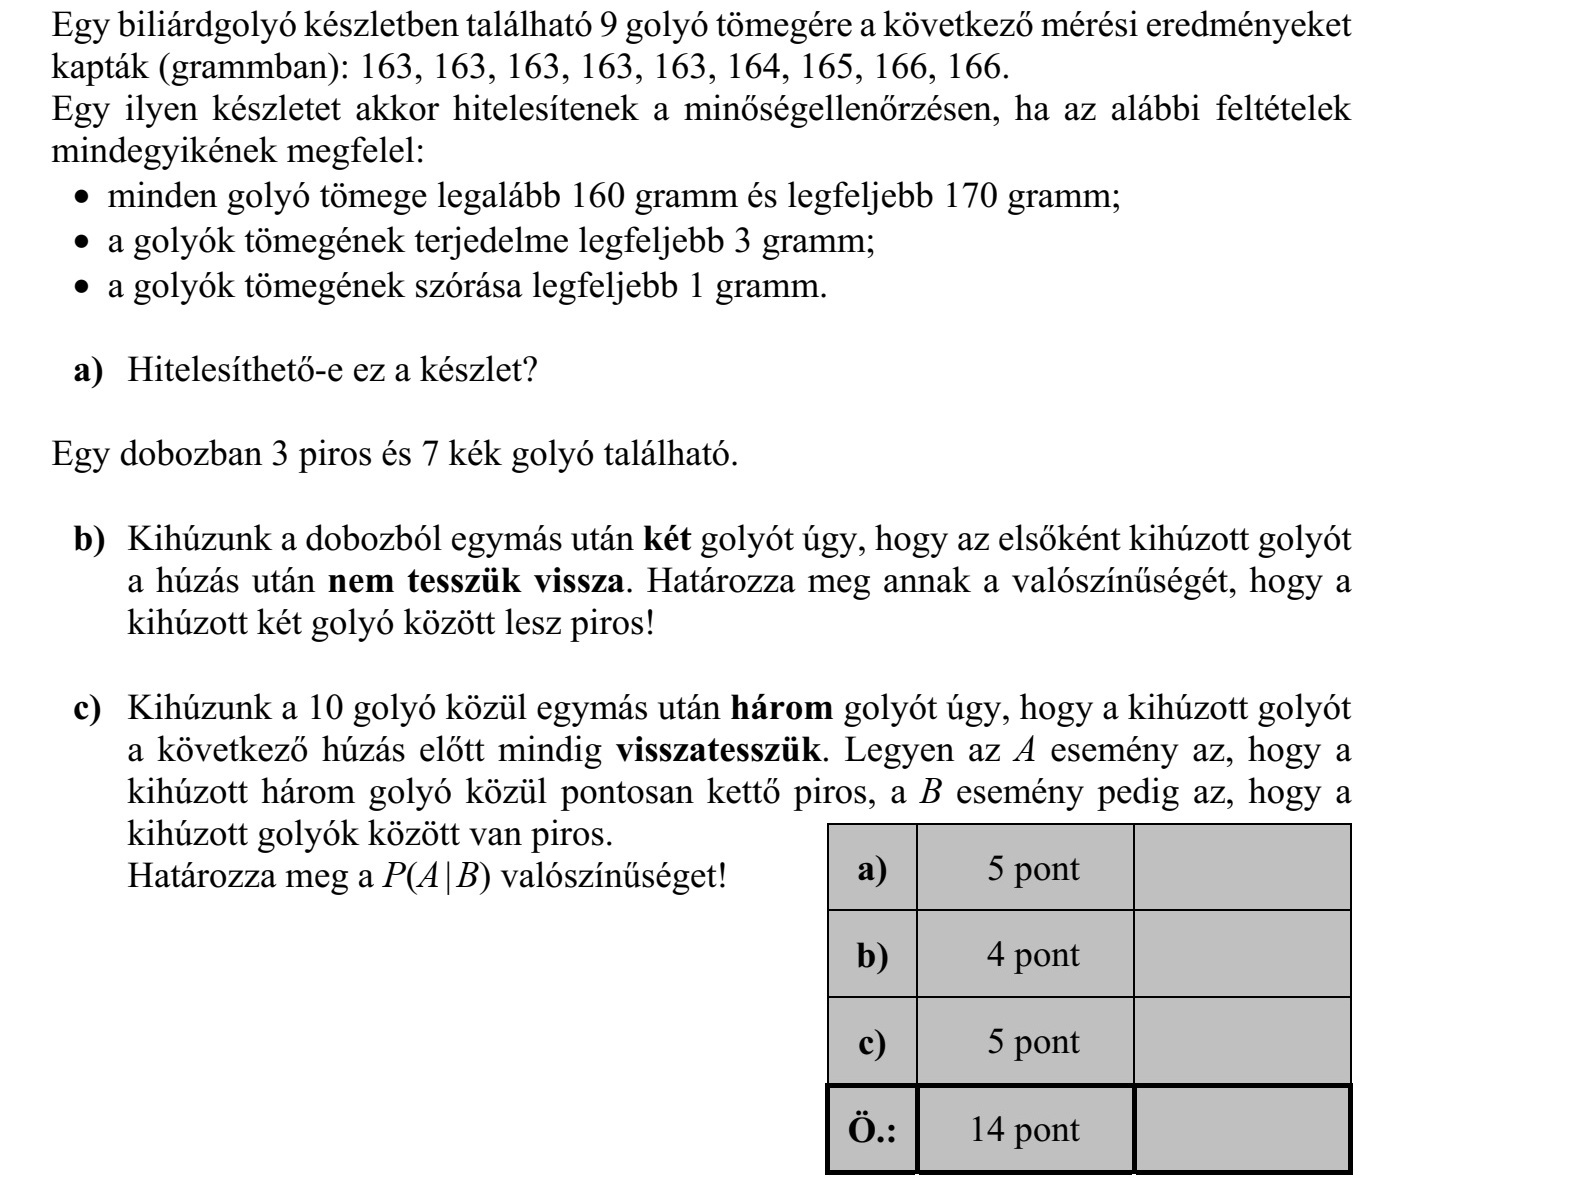 Egy biliárdgolyó készletben található 9 golyó tömegére a következő mérési eredményeket
kapták (grammban): 163, 163, 163, 163, 163, 164, 165, 166, 166.
Egy ilyen készletet akkor hitelesítenek a minőségellenőrzésen, ha az alábbi feltételek
mindegyikének megfelel:
• minden golyó tömege legalább 160 gramm és legfeljebb 170 gramm;
• a golyók tömegének terjedelme legfeljebb 3 gramm;
• a golyók tömegének szórása legfeljebb 1 gramm.
a) Hitelesíthető-e ez a készlet?
Egy dobozban 3 piros és 7 kék golyó található.
b) Kihúzunk a dobozból egymás után két golyót úgy, hogy az elsőként kihúzott golyót
a húzás után nem tesszük vissza. Határozza meg annak a valószínűségét, hogy a
kihúzott két golyó között lesz piros!
c) Kihúzunk a 10 golyó közül egymás után három golyót úgy, hogy a kihúzott golyót
a következő húzás előtt mindig visszatesszük. Legyen az A esemény az, hogy a
kihúzott három golyó közül pontosan kettő piros, a B esemény pedig az, hogy a
kihúzott golyók között van piros.
Határozza meg a P(A|B) valószínűséget!
a) 5 pont
b) 4 pont
c) 5 pont
Ö.: 14 pont